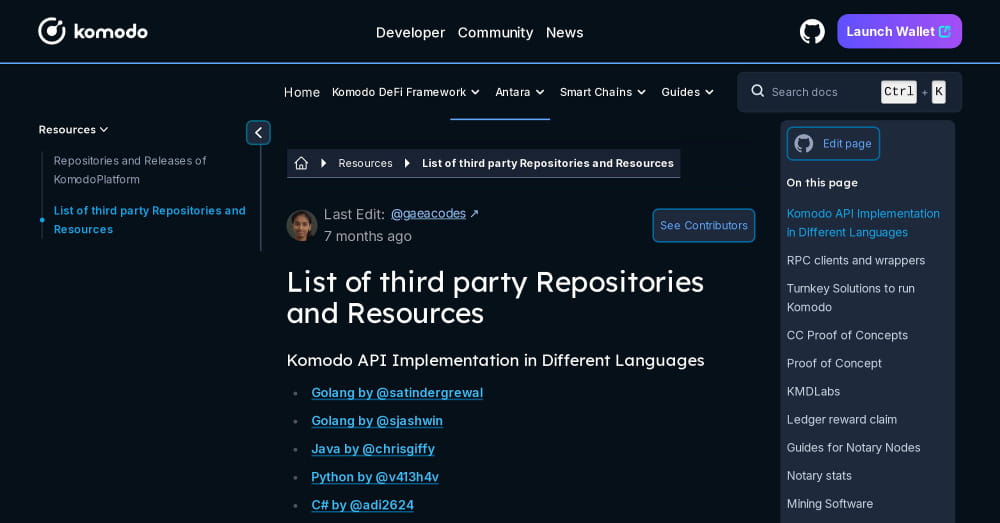 komodo
Developer Community News
Launch Wallet
Home Komodo DeFi Framework Antara Smart Chains Guides
Search docs Ctrl + K
Resources
Repositories and Releases of
KomodoPlatform
List of third party Repositories and
Resources
Resources List of third party Repositories and Resources
Last Edit: @gaeacodes ↗
7 months ago
See Contributors
List of third party Repositories
and Resources
Komodo API Implementation in Different Languages
Golang by @satindergrewal
Golang by @sjashwin
Java by @chrisgiffy
Python by @v413h4v
C# by @adi2624
Edit page
On this page
Komodo API Implementation
in Different Languages
RPC clients and wrappers
Turnkey Solutions to run
Komodo
CC Proof of Concepts
Proof of Concept
KMDLabs
Ledger reward claim
Guides for Notary Nodes
Notary stats
Mining Software